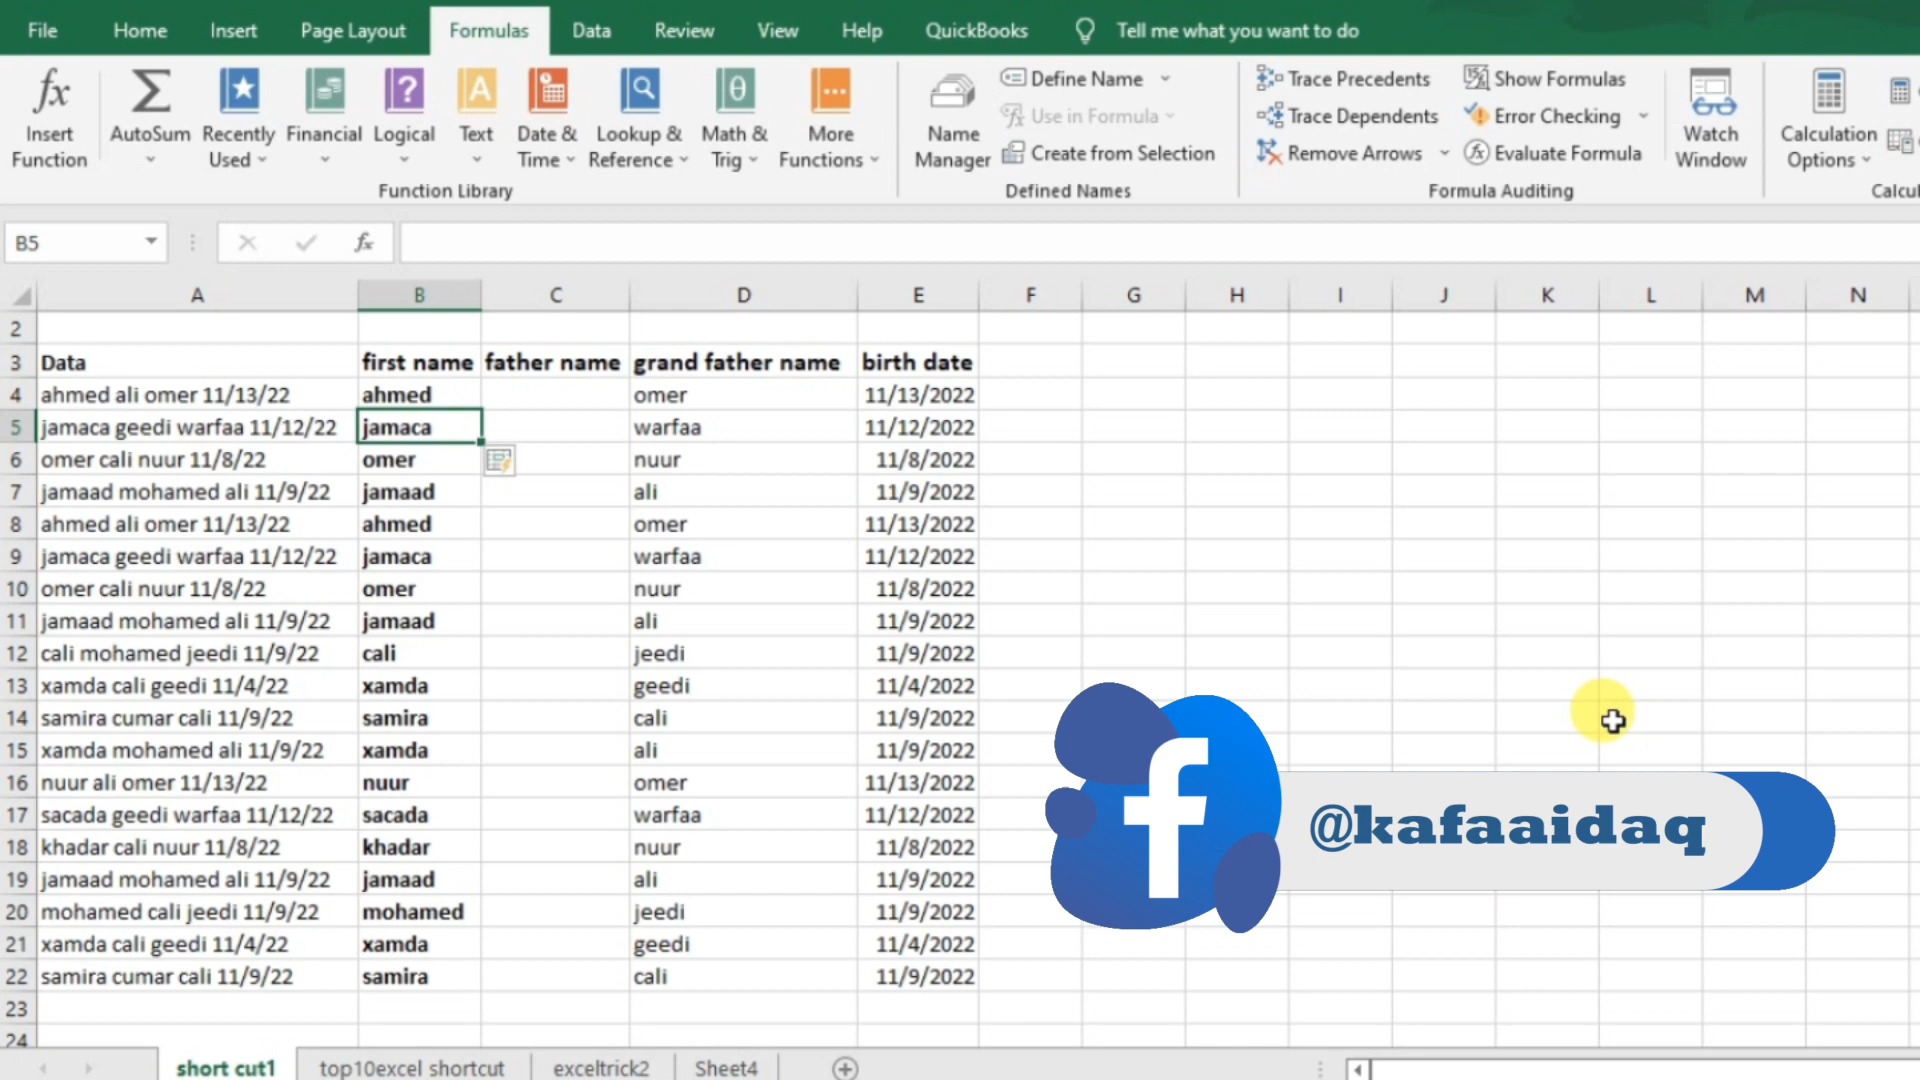 File Home Insert Page Layout Formulas Data Review View Help QuickBooks Tell me what you want to do
fx Insert Function
AutoSum
Recently Used
Financial
Logical
Text
Date & Time
Lookup & Reference
Math & Trig
More Functions
Function Library
Name Manager
Define Name
Use in Formula
Create from Selection
Defined Names
Trace Precedents
Trace Dependents
Remove Arrows
Show Formulas
Error Checking
Evaluate Formula
Formula Auditing
Watch Window
Calculation Options
B5 fx
A B C D E F G H I J K L M N
2
3 Data first name father name grand father name birth date
4 ahmed ali omer 11/13/22 ahmed omer 11/13/2022
5 jamaca geedi warfaa 11/12/22 jamaca warfaa 11/12/2022
6 omer cali nuur 11/8/22 omer nuur 11/8/2022
7 jamaad mohamed ali 11/9/22 jamaad ali 11/9/2022
8 ahmed ali omer 11/13/22 ahmed omer 11/13/2022
9 jamaca geedi warfaa 11/12/22 jamaca warfaa 11/12/2022
10 omer cali nuur 11/8/22 omer nuur 11/8/2022
11 jamaad mohamed ali 11/9/22 jamaad ali 11/9/2022
12 cali mohamed jeedi 11/9/22 cali jeedi 11/9/2022
13 xamda cali geedi 11/4/22 xamda geedi 11/4/2022
14 samira cumar cali 11/9/22 samira cali 11/9/2022
15 xamda mohamed ali 11/9/22 xamda ali 11/9/2022
16 nuur ali omer 11/13/22 nuur omer 11/13/2022
17 sacada geedi warfaa 11/12/22 sacada warfaa 11/12/2022
18 khadar cali nuur 11/8/22 khadar nuur 11/8/2022
19 jamaad mohamed ali 11/9/22 jamaad ali 11/9/2022
20 mohamed cali jeedi 11/9/22 mohamed jeedi 11/9/2022
21 xamda cali geedi 11/4/22 xamda geedi 11/4/2022
22 samira cumar cali 11/9/22 samira cali 11/9/2022
23
24
f @kafaaidaq
short cut1 top10excel shortcut exceltrick2 Sheet4